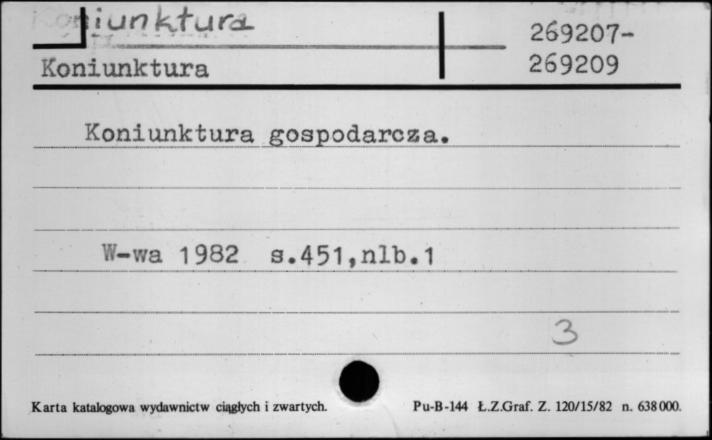 Koniunktura
269207-
Koniunktura
269209
Koniunktura gospodarcza.
W-wa 1982 s.451,nlb.1
3
Karta katalogowa wydawnictw ciągłych i zwartych.
Pu-B-144 Ł.Z.Graf. Z. 120/15/82 n. 638000.